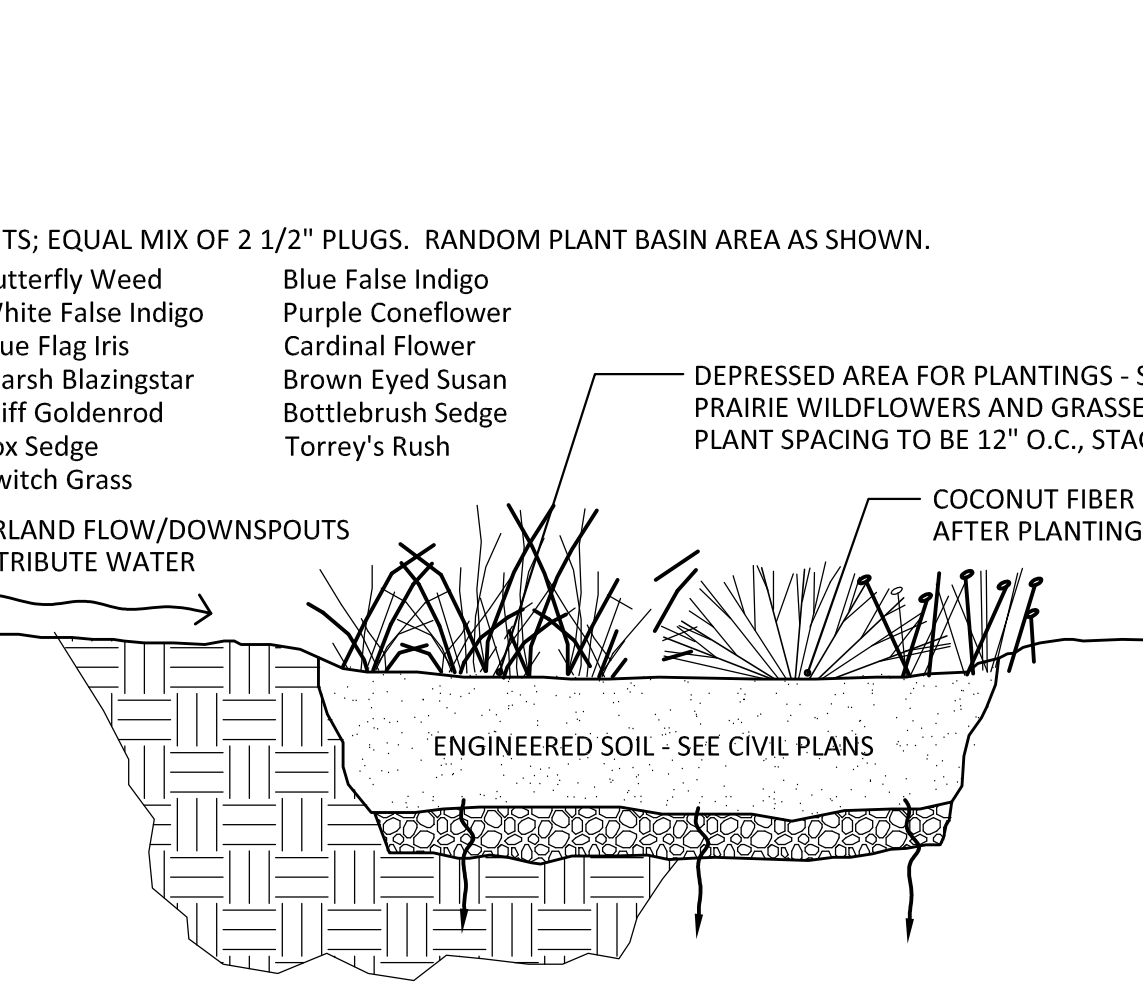 TS; EQUAL MIX OF 2 1/2" PLUGS. RANDOM PLANT BASIN AREA AS SHOWN.
utterfly Weed
hite False Indigo
ue Flag Iris
arsh Blazingstar
iff Goldenrod
ox Sedge
witch Grass
Blue False Indigo
Purple Coneflower
Cardinal Flower
Brown Eyed Susan
Bottlebrush Sedge
Torrey's Rush
DEPRESSED AREA FOR PLANTINGS - S
PRAIRIE WILDFLOWERS AND GRASSE
PLANT SPACING TO BE 12" O.C., STAG
COCONUT FIBER
AFTER PLANTING
RLAND FLOW/DOWNSPOUTS
TRIBUTE WATER
ENGINEERED SOIL - SEE CIVIL PLANS